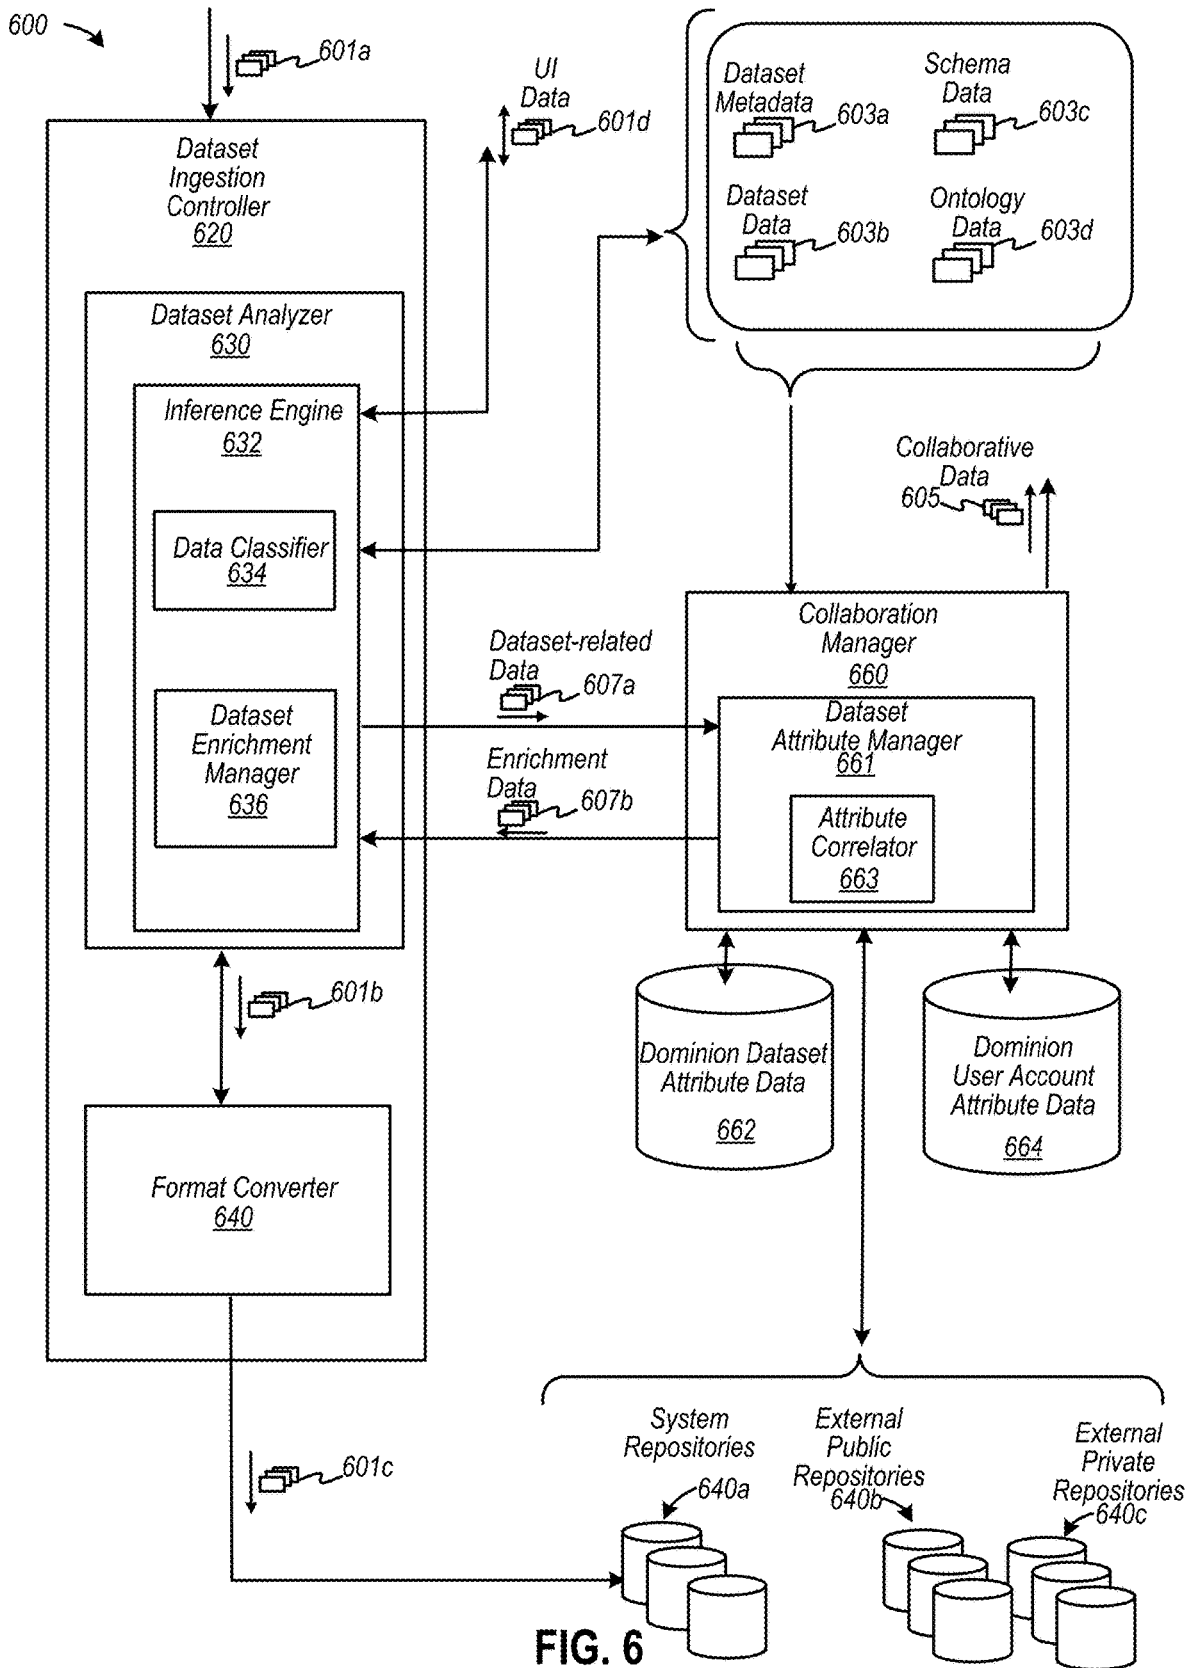 600
601a
UI
Data
601d
Dataset
Metadata
603a
Schema
Data
603c
Dataset
Data
603b
Ontology
Data
603d
Dataset
Ingestion
Controller
620
Dataset Analyzer
630
Inference Engine
632
Data Classifier
634
Dataset
Enrichment
Manager
636
Collaborative
Data
605
Dataset-related
Data
607a
Enrichment
Data
607b
Collaboration
Manager
660
Dataset
Attribute Manager
661
Attribute
Correlator
663
601b
Dominion Dataset
Attribute Data
662
Dominion
User Account
Attribute Data
664
Format Converter
640
601c
System
Repositories
640a
External
Public
Repositories
640b
External
Private
Repositories
640c
FIG. 6